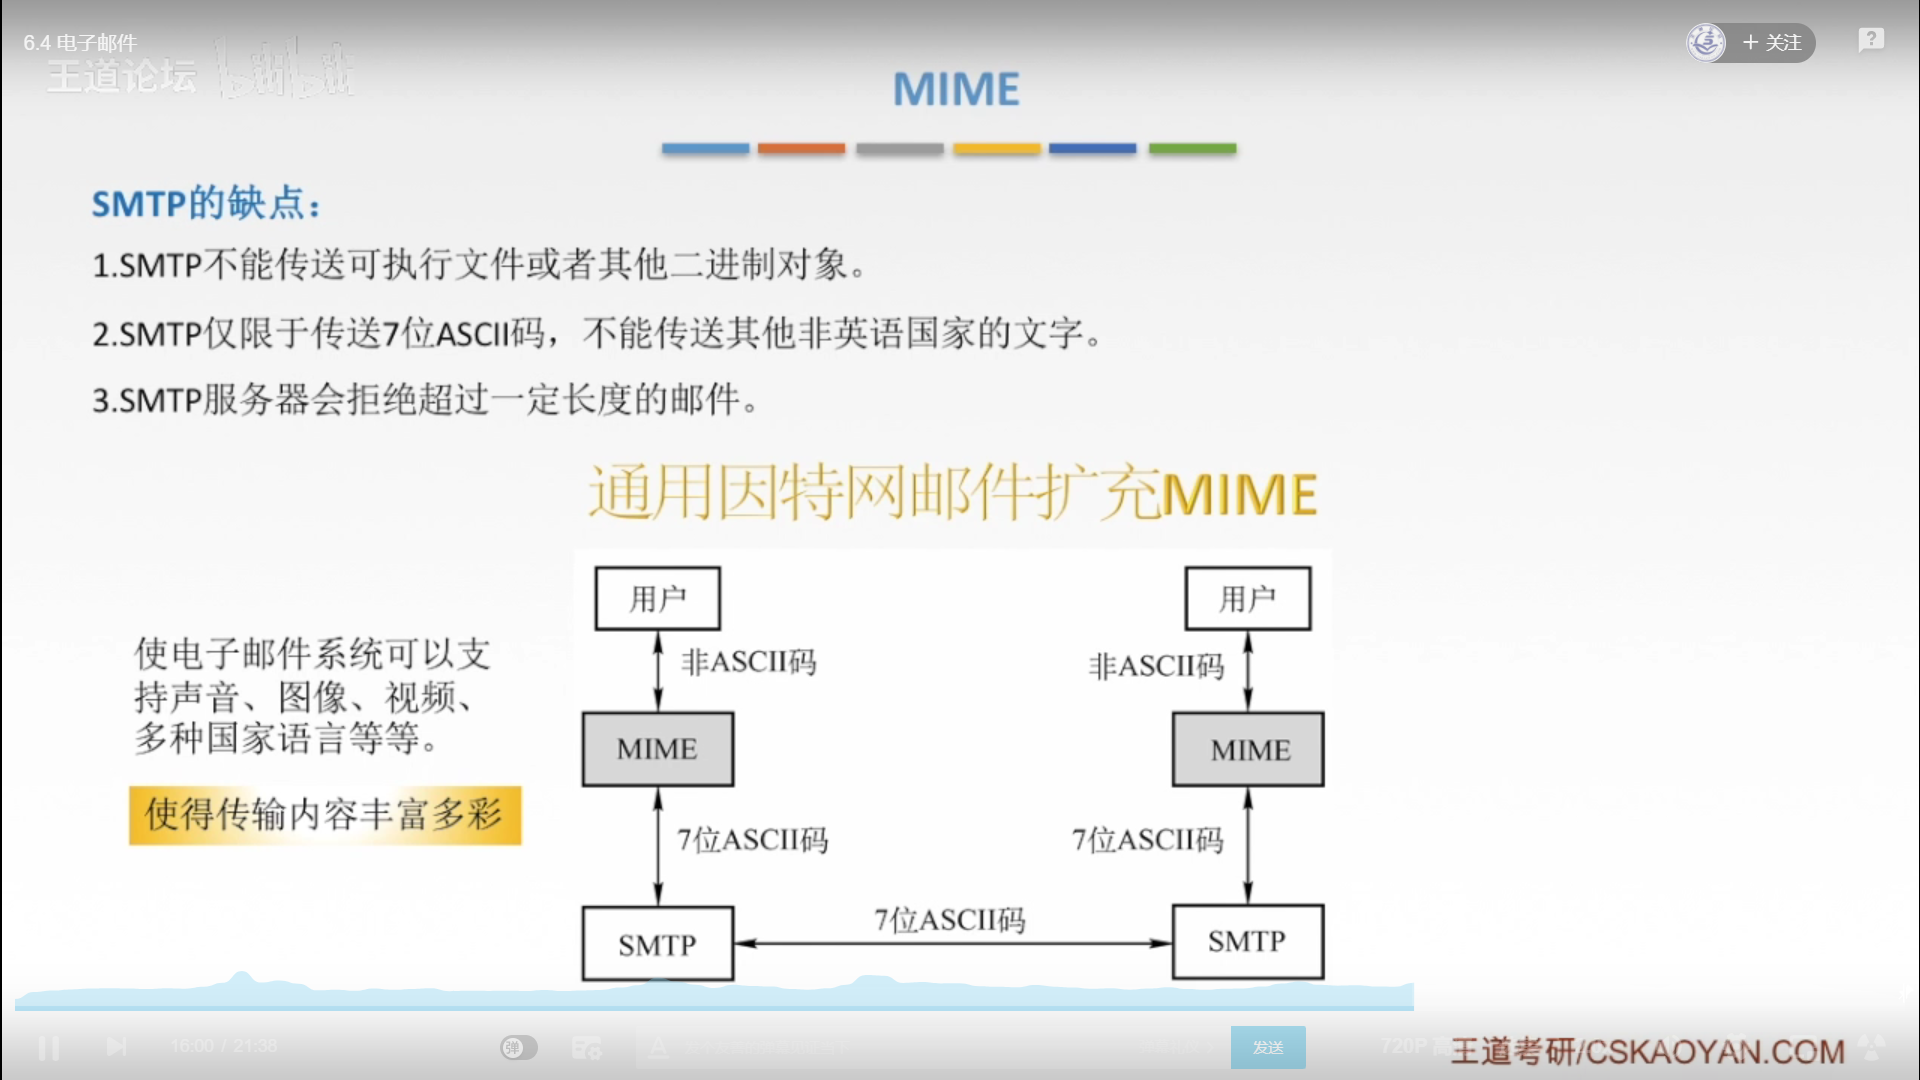 6.4 电子邮件
王道论坛 bilibili
+ 关注
MIME
SMTP的缺点：
1.SMTP不能传送可执行文件或者其他二进制对象。
2.SMTP仅限于传送7位ASCII码，不能传送其他非英语国家的文字。
3.SMTP服务器会拒绝超过一定长度的邮件。
通用因特网邮件扩充MIME
使电子邮件系统可以支
持声音、图像、视频、
多种国家语言等等。
使得传输内容丰富多彩
用户
用户
非ASCII码
非ASCII码
MIME
MIME
7位ASCII码
7位ASCII码
7位ASCII码
SMTP
SMTP
16:00 / 21:38
弹
发送
720P
王道考研/CSKAOYAN.COM